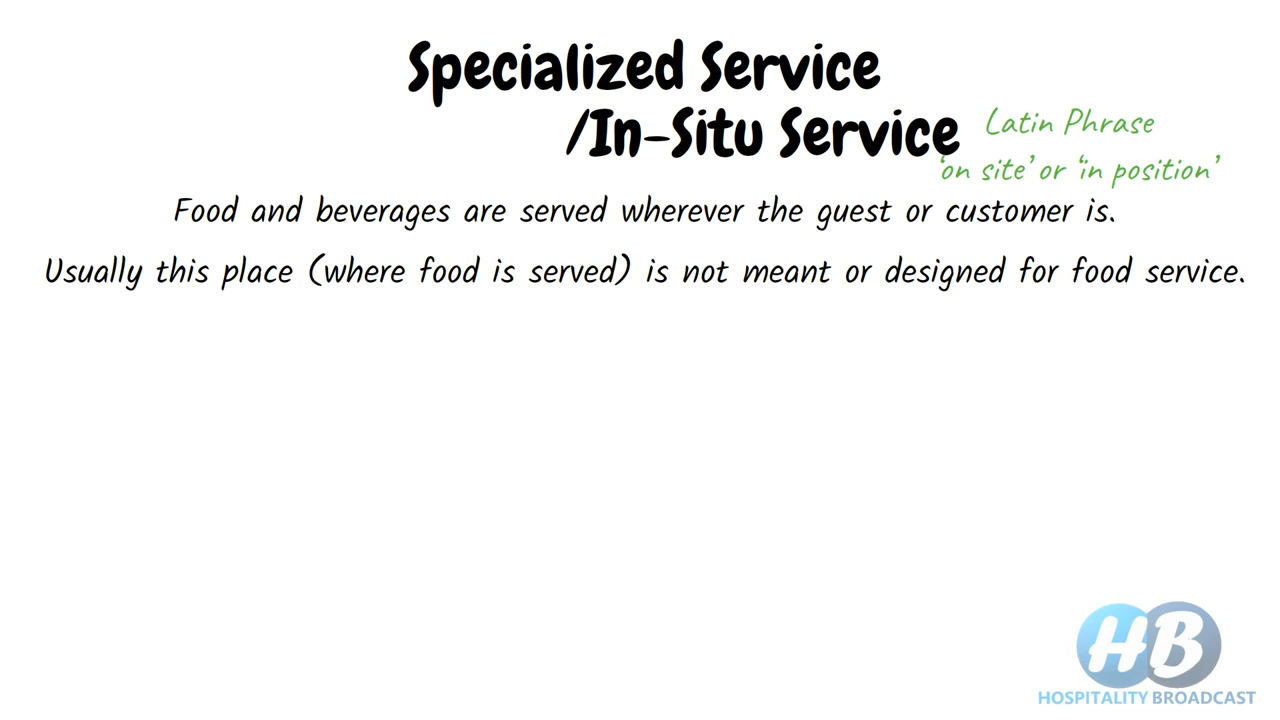 Specialized Service
/In-Situ Service
Latin Phrase
'on site' or 'in position'
Food and beverages are served wherever the guest or customer is.
Usually this place (where food is served) is not meant or designed for food service.
HB
HOSPITALITY BROADCAST